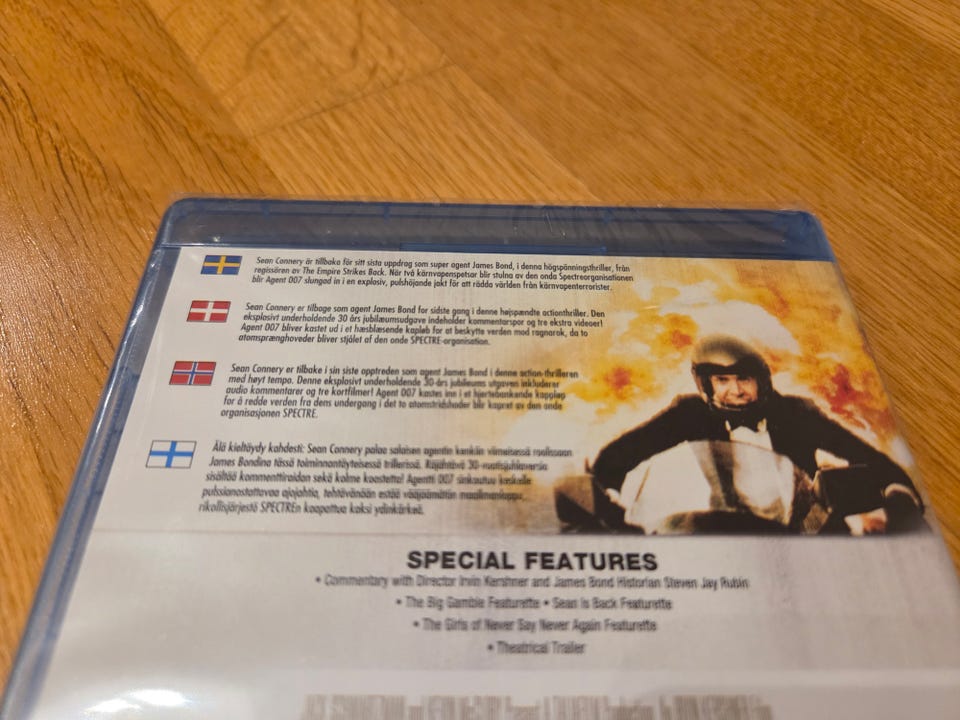 Sean Connery är tillbaka för sitt sista uppdrag som super agent James Bond, i denna högspänningsthriller, från
regissören av The Empire Strikes Back. När två kärnvapenspetsar blir stulna av den onda Spectreorganisationen
blir Agent 007 slungad in i en explosiv, pulshöjande jakt för att rädda världen från kärnvapenterrorister.
Sean Connery er tilbage som agent James Bond for sidste gang i denne højspændte actionthriller. Den
eksplosivt underholdende 30 års jubilæumsudgave indeholder kommentarspor og tre ekstra videoer!
Agent 007 bliver kastet ud i et hæsblæsende kapløb for at beskytte verden mod ragnarok, da to
atomsprænghoveder bliver stjålet af den onde SPECTRE-organisation.
Sean Connery er tilbake i sin siste opptreden som agent James Bond i denne action-thrilleren
med høyt tempo. Denne eksplosivt underholdende 30-års jubileums utgaven inkluderer
audio kommentarer og tre kortfilmer! Agent 007 kastes inn i et hjertebankende kappløp
for å redde verden fra dens undergang i det to atomstridshoder blir kapret av den onde
organisasjonen SPECTRE.
Älä kieltäydy kahdesti: Sean Connery palaa salaisen agentin kenkiin viimeisessä roolissaan
James Bondina tässä toiminnantäyteisessä trillerissä. Räjähtävä 30-vuotisjuhlaversio
sisältää kommenttiraidan sekä kolme koostetta! Agentti 007 sinkoutuu keskelle
pulssianostattavaa ajojahtia, tehtävänään estää vääjäämätön maailmanloppu,
rikollisjärjestö SPECTREn kaapattua kaksi ydinkärkeä.
SPECIAL FEATURES
• Commentary with Director Irvin Kershner and James Bond Historian Steven Jay Rubin
• The Big Gamble Featurette • Sean is Back Featurette
• The Girls of Never Say Never Again Featurette
• Theatrical Trailer